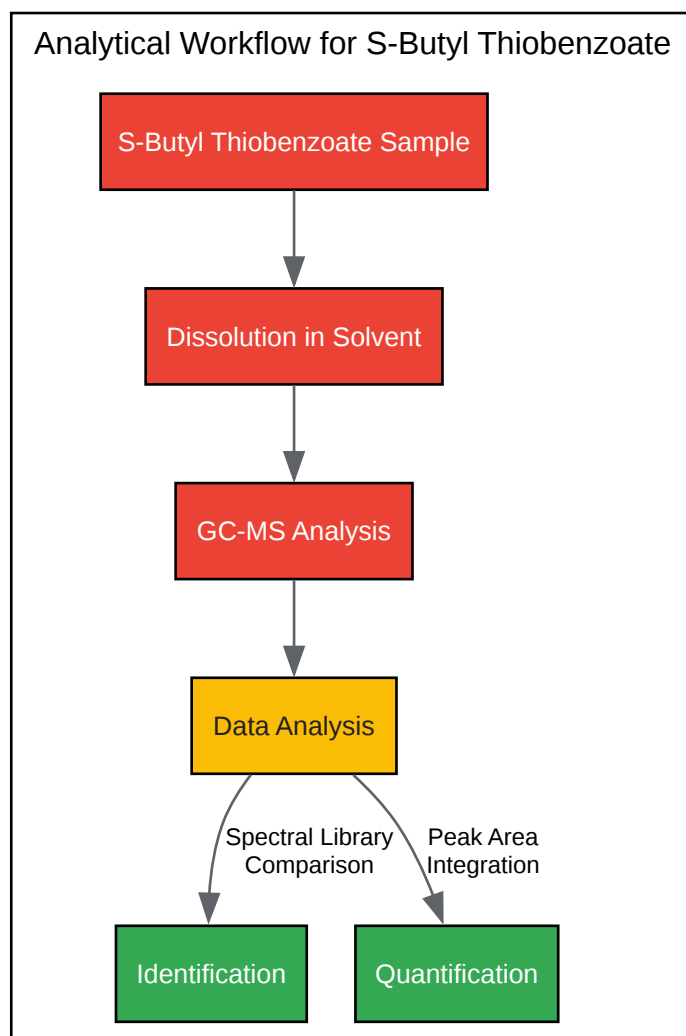 Analytical Workflow for S-Butyl Thiobenzoate
S-Butyl Thiobenzoate Sample
Dissolution in Solvent
GC-MS Analysis
Data Analysis
Spectral Library
Comparison
Peak Area
Integration
Identification
Quantification